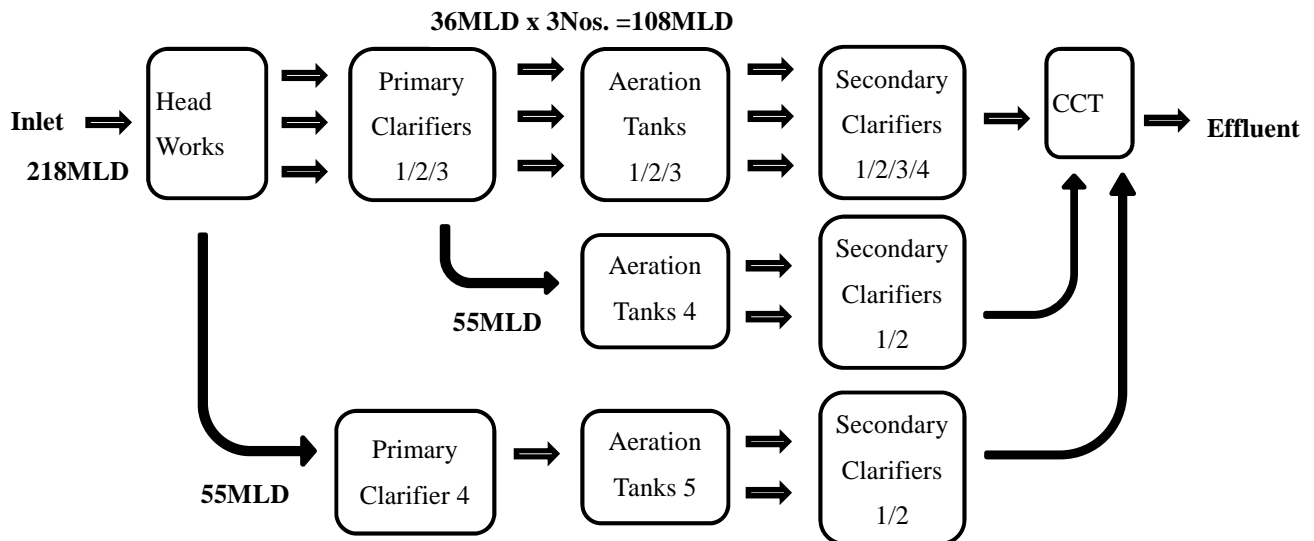 36MLD x 3Nos. =108MLD
Inlet
218MLD
Head
Works
Primary
Clarifiers
1/2/3
Aeration
Tanks
1/2/3
Secondary
Clarifiers
1/2/3/4
CCT
Effluent
55MLD
Aeration
Tanks 4
Secondary
Clarifiers
1/2
55MLD
Primary
Clarifier 4
Aeration
Tanks 5
Secondary
Clarifiers
1/2